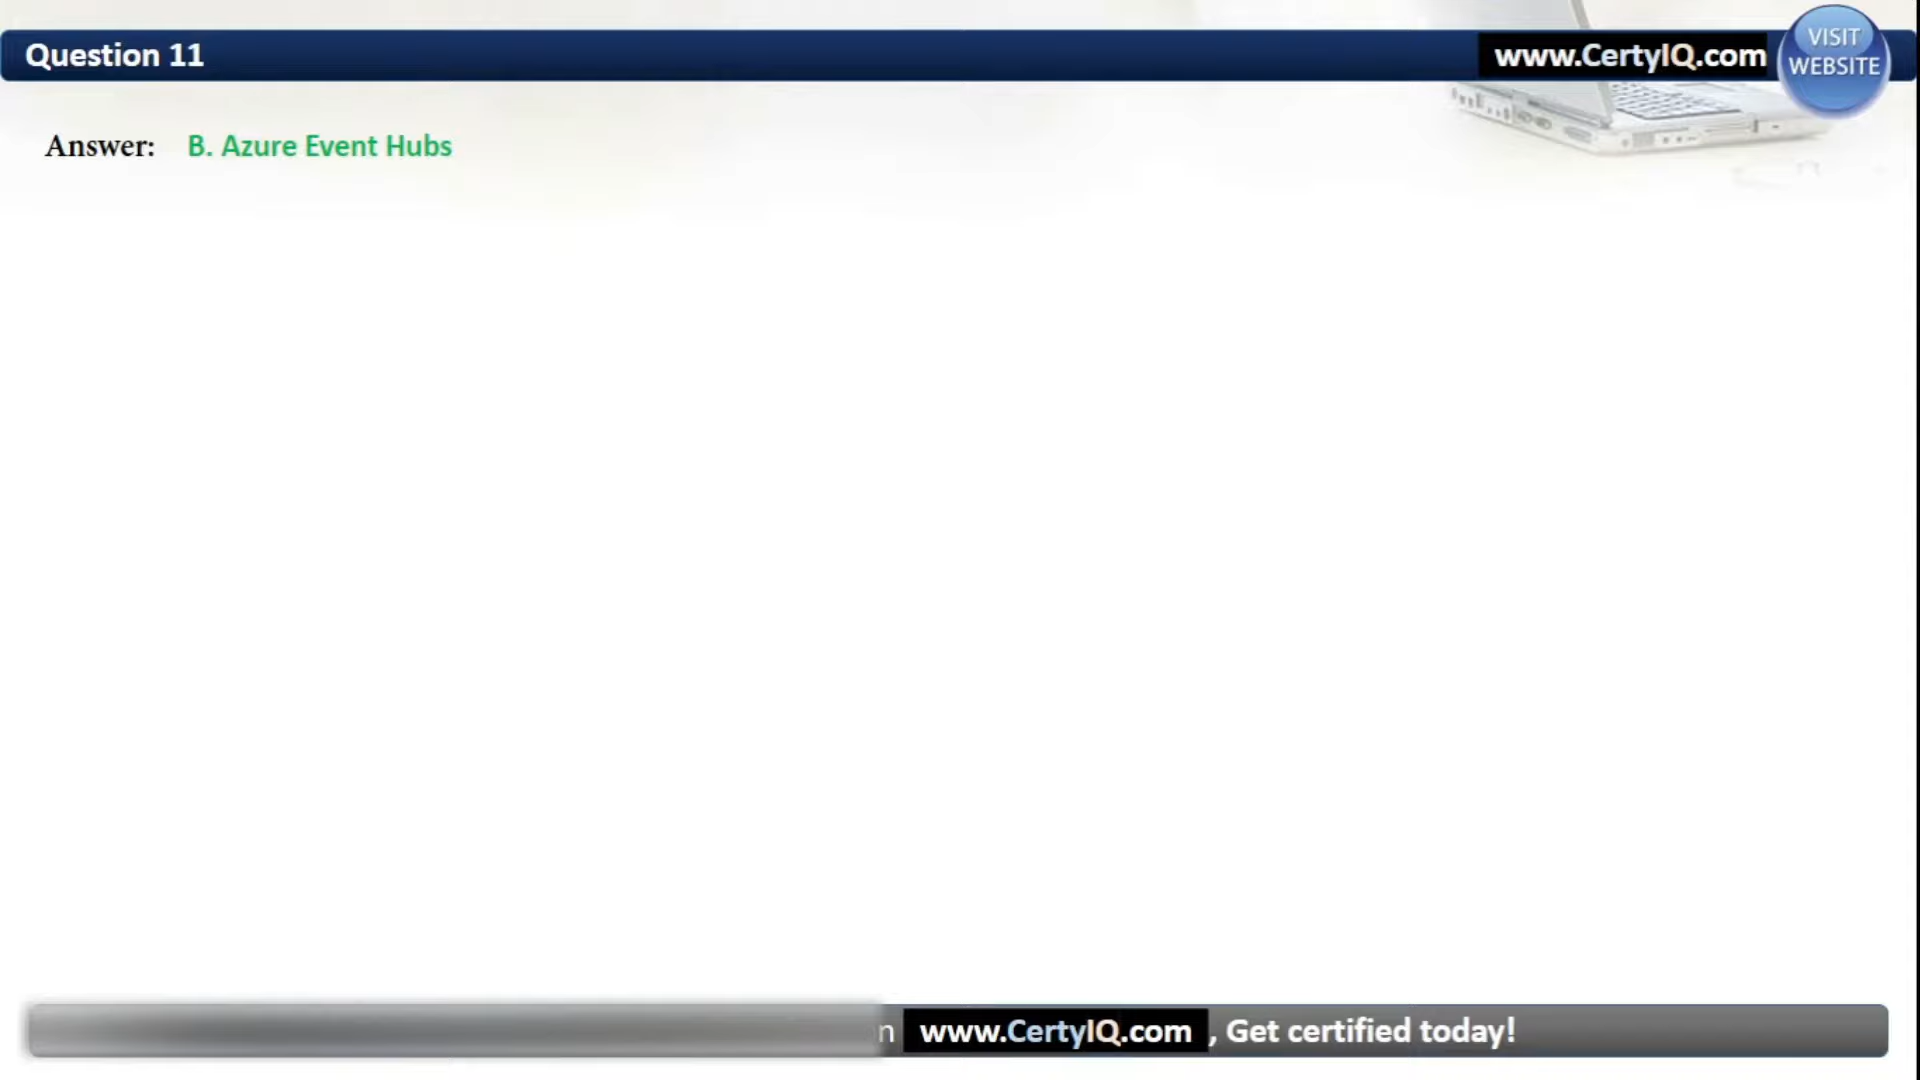 Question 11
www.CertyIQ.com
VISIT
WEBSITE
Answer: B. Azure Event Hubs
n www.CertyIQ.com , Get certified today!